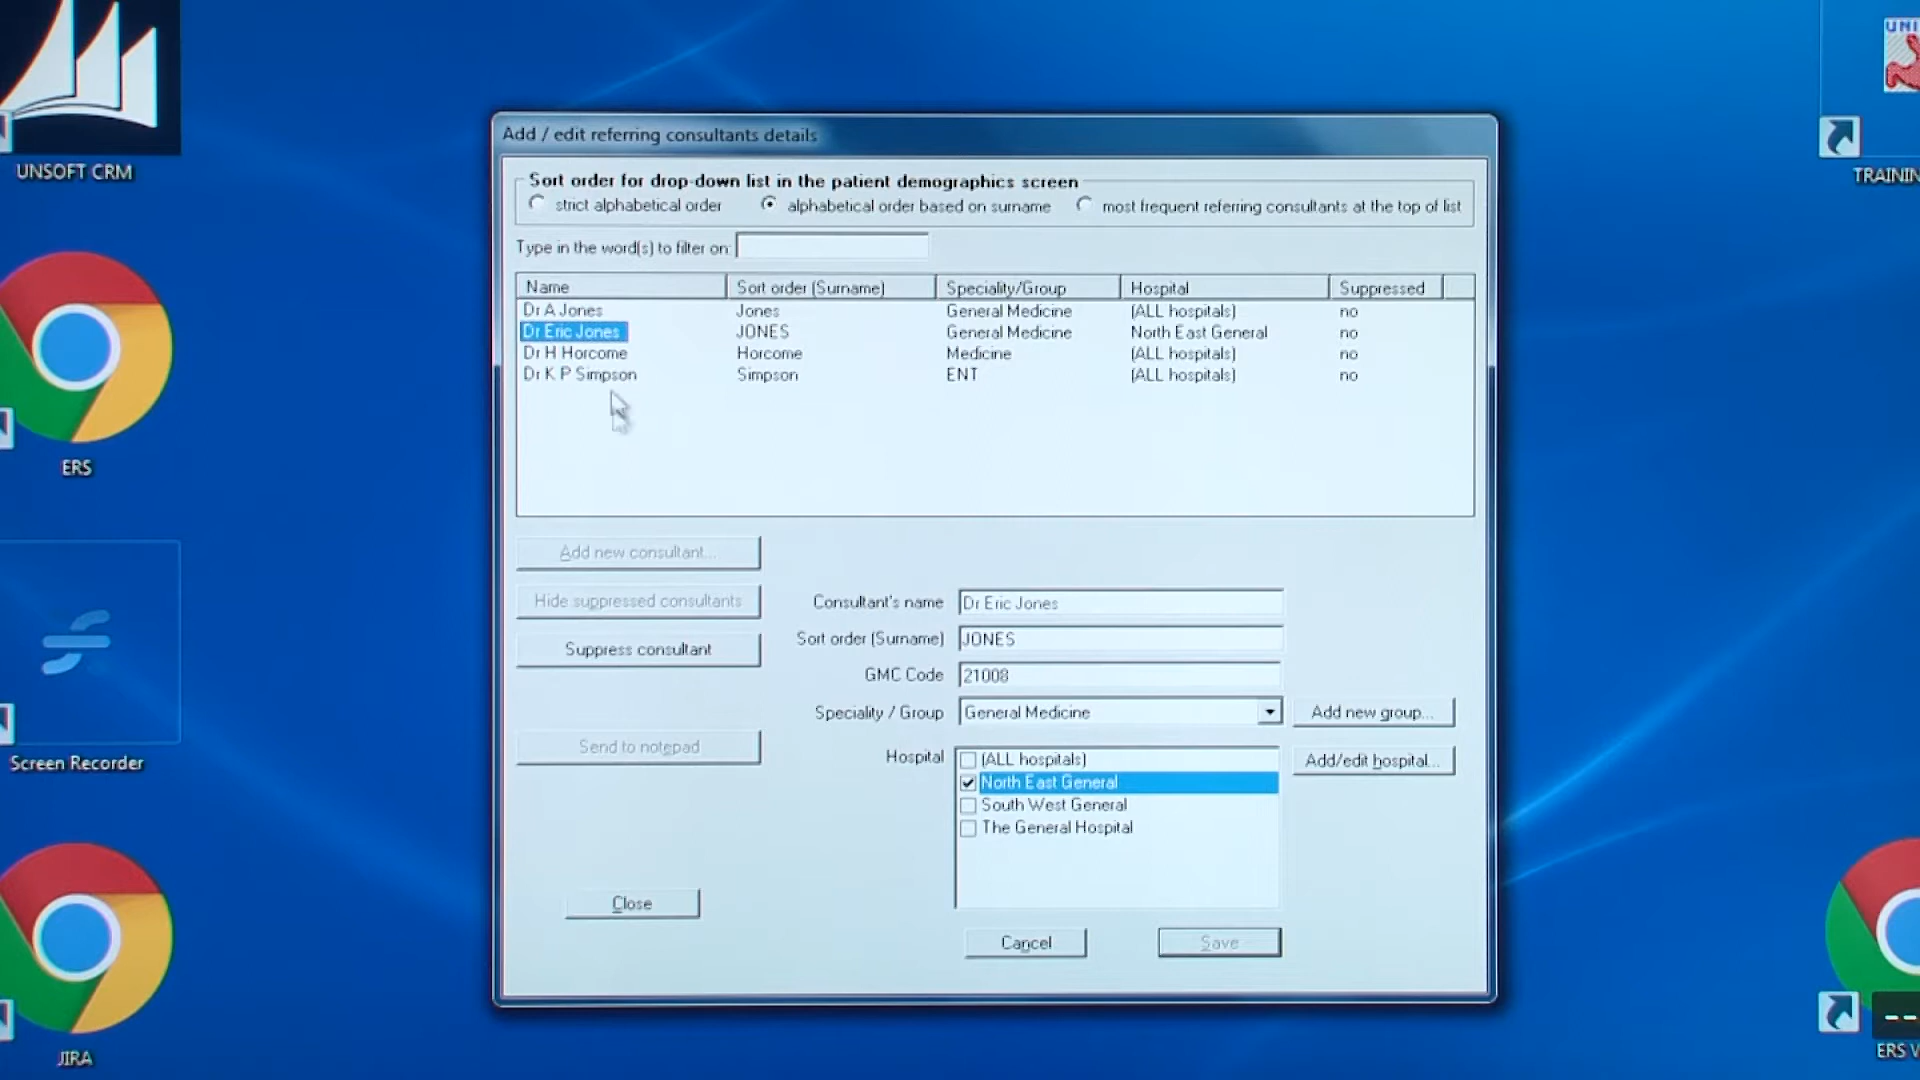 UNSOFT CRM
ERS
Screen Recorder
JIRA
Add / edit referring consultants details
Sort order for drop-down list in the patient demographics screen
strict alphabetical order alphabetical order based on surname most frequent referring consultants at the top of list
Type in the word(s) to filter on:
Name Sort order (Surname) Speciality/Group Hospital Suppressed
Dr A Jones Jones General Medicine (ALL hospitals) no
Dr Eric Jones JONES General Medicine North East General no
Dr H Horcome Horcome Medicine (ALL hospitals) no
Dr K P Simpson Simpson ENT (ALL hospitals) no
Add new consultant...
Hide suppressed consultants
Suppress consultant
Send to notepad
Close
Consultant's name Dr Eric Jones
Sort order (Surname) JONES
GMC Code 21008
Speciality / Group General Medicine Add new group...
Hospital (ALL hospitals) Add/edit hospital...
North East General
South West General
The General Hospital
Cancel Save
UNI
TRAININ
ERS V